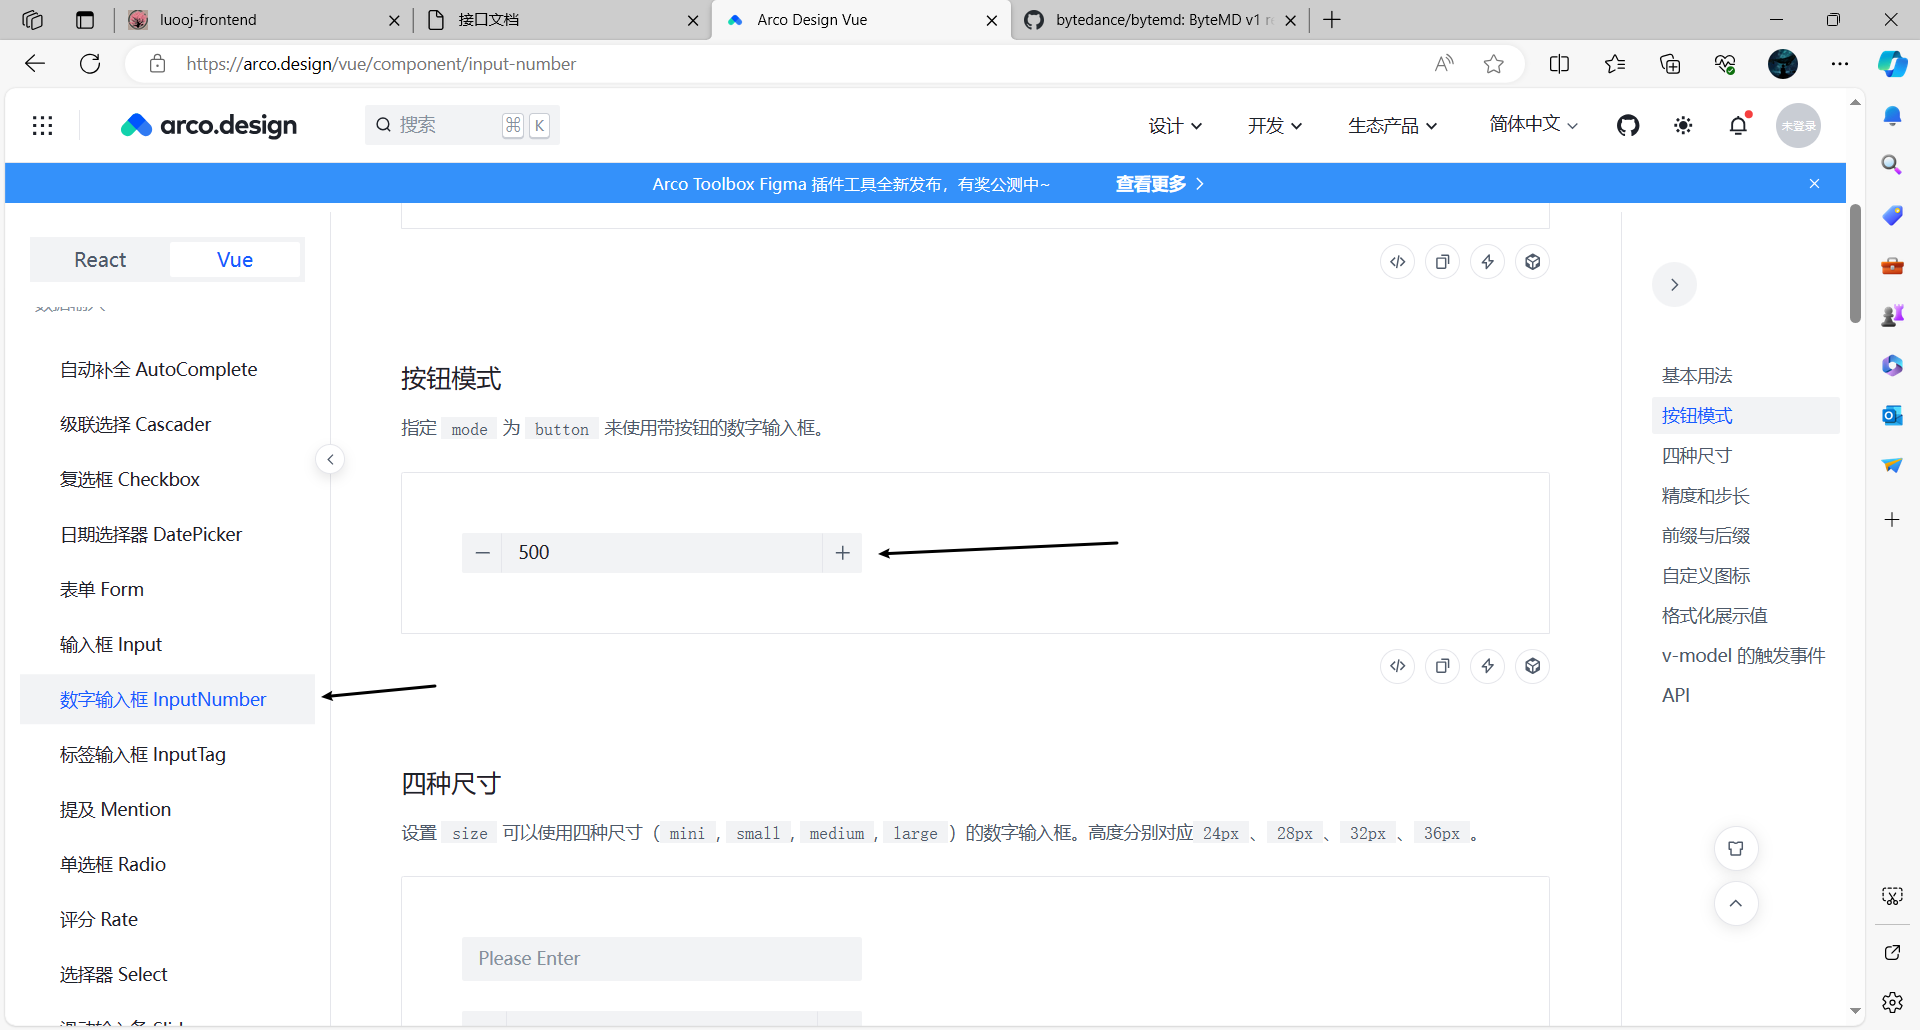 luooj-frontend
接口文档
Arco Design Vue
bytedance/bytemd: ByteMD v1 r
https://arco.design/vue/component/input-number
arco.design
搜索
⌘ K
设计
开发
生态产品
简体中文
未登录
Arco Toolbox Figma 插件工具全新发布，有奖公测中~
查看更多
React
Vue
数据输入
自动补全 AutoComplete
级联选择 Cascader
复选框 Checkbox
日期选择器 DatePicker
表单 Form
输入框 Input
数字输入框 InputNumber
标签输入框 InputTag
提及 Mention
单选框 Radio
评分 Rate
选择器 Select
按钮模式
指定 mode 为 button 来使用带按钮的数字输入框。
500
四种尺寸
设置 size 可以使用四种尺寸（mini, small, medium, large）的数字输入框。高度分别对应 24px、28px、32px、36px。
Please Enter
基本用法
按钮模式
四种尺寸
精度和步长
前缀与后缀
自定义图标
格式化展示值
v-model 的触发事件
API